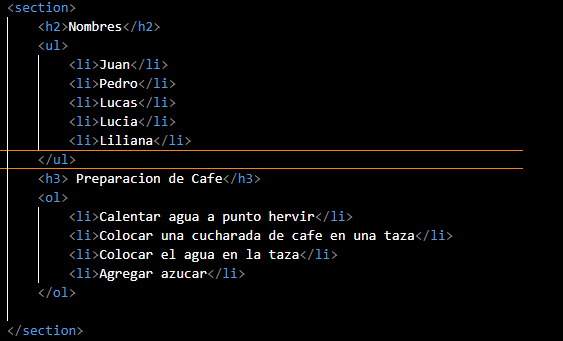 <section>
<h2>Nombres</h2>
<ul>
<li>Juan</li>
<li>Pedro</li>
<li>Lucas</li>
<li>Lucia</li>
<li>Liliana</li>
</ul>
<h3> Preparacion de Cafe</h3>
<ol>
<li>Calentar agua a punto hervir</li>
<li>Colocar una cucharada de cafe en una taza</li>
<li>Colocar el agua en la taza</li>
<li>Agregar azucar</li>
</ol>
</section>